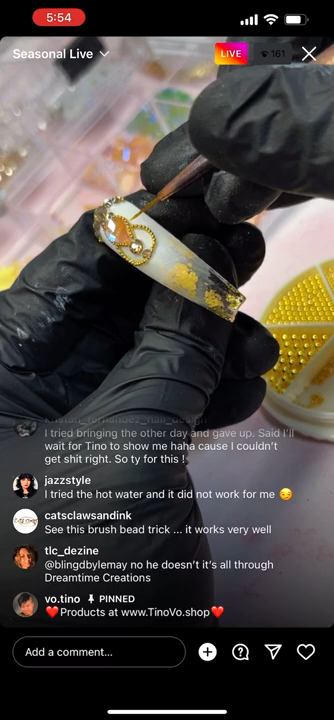 5:54
Seasonal Live
LIVE
161
I tried bringing the other day and gave up. Said I'll
wait for Tino to show me haha cause I couldn't
get shit right. So ty for this !
jazzstyle
I tried the hot water and it did not work for me 😏
catsclawsandink
See this brush bead trick ... it works very well
tlc_dezine
@blingdbylemay no he doesn't it's all through
Dreamtime Creations
vo.tino PINNED
❤️Products at www.TinoVo.shop❤️
Add a comment...